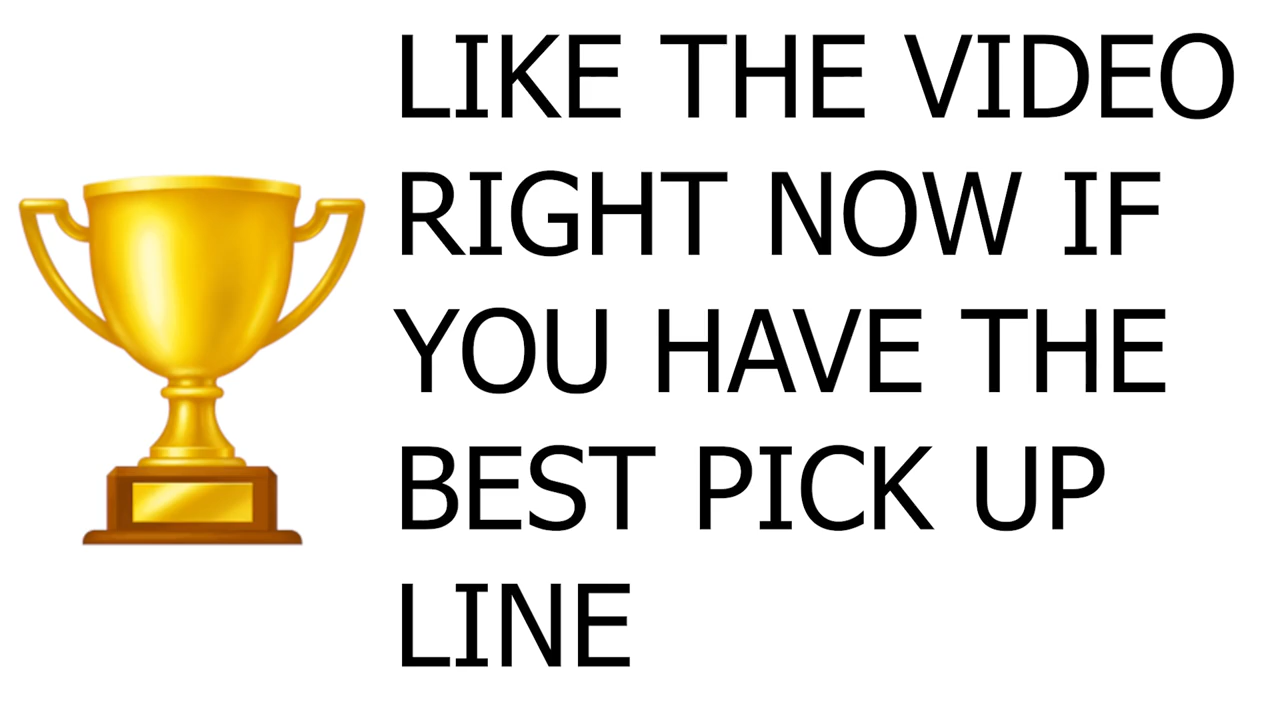 LIKE THE VIDEO
RIGHT NOW IF
YOU HAVE THE
BEST PICK UP
LINE